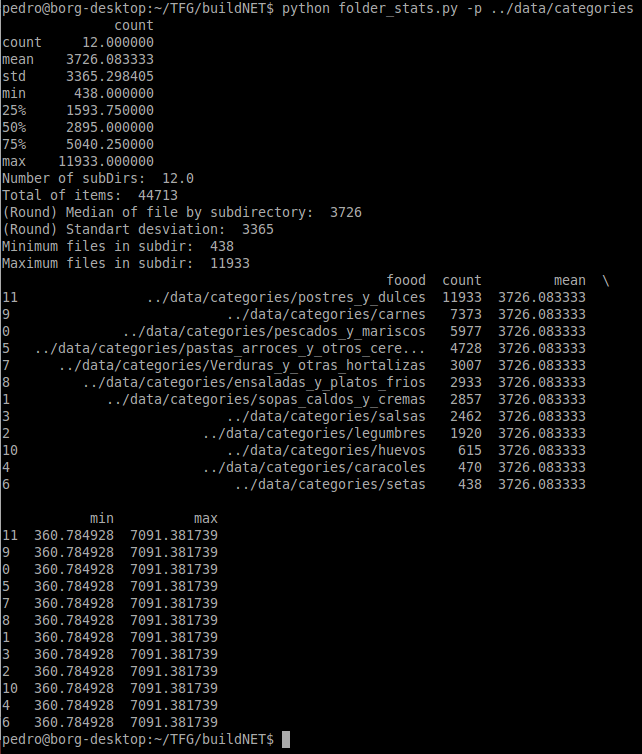 pedro@borg-desktop:~/TFG/buildNET$ python folder_stats.py -p ../data/categories
count
count 12.000000
mean 3726.083333
std 3365.298405
min 438.000000
25% 1593.750000
50% 2895.000000
75% 5040.250000
max 11933.000000
Number of subDirs: 12.0
Total of items: 44713
(Round) Median of file by subdirectory: 3726
(Round) Standart desviation: 3365
Minimum files in subdir: 438
Maximum files in subdir: 11933
foood count mean \
11 ../data/categories/postres_y_dulces 11933 3726.083333
9 ../data/categories/carnes 7373 3726.083333
0 ../data/categories/pescados_y_mariscos 5977 3726.083333
5 ../data/categories/pastas_arroces_y_otros_cere... 4728 3726.083333
7 ../data/categories/Verduras_y_otras_hortalizas 3007 3726.083333
8 ../data/categories/ensaladas_y_platos_frios 2933 3726.083333
1 ../data/categories/sopas_caldos_y_cremas 2857 3726.083333
3 ../data/categories/salsas 2462 3726.083333
2 ../data/categories/legumbres 1920 3726.083333
10 ../data/categories/huevos 615 3726.083333
4 ../data/categories/caracoles 470 3726.083333
6 ../data/categories/setas 438 3726.083333
min max
11 360.784928 7091.381739
9 360.784928 7091.381739
0 360.784928 7091.381739
5 360.784928 7091.381739
7 360.784928 7091.381739
8 360.784928 7091.381739
1 360.784928 7091.381739
3 360.784928 7091.381739
2 360.784928 7091.381739
10 360.784928 7091.381739
4 360.784928 7091.381739
6 360.784928 7091.381739
pedro@borg-desktop:~/TFG/buildNET$